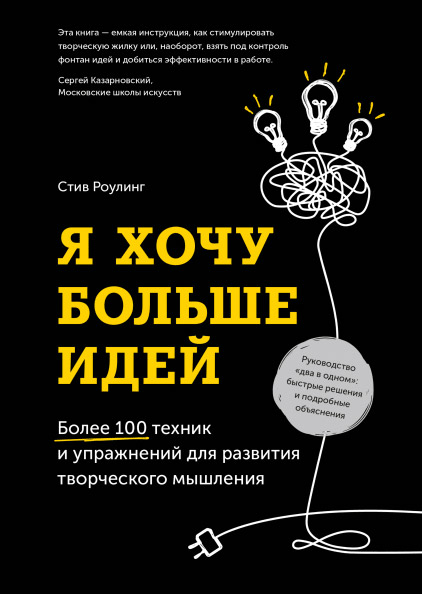 Эта книга — емкая инструкция, как стимулировать
творческую жилку или, наоборот, взять под контроль
фонтан идей и добиться эффективности в работе.
Сергей Казарновский,
Московские школы искусств
Стив Роулинг
Я ХОЧУ
БОЛЬШЕ
ИДЕЙ
Руководство
«два в одном»:
быстрые решения
и подробные
объяснения
Более 100 техник
и упражнений для развития
творческого мышления